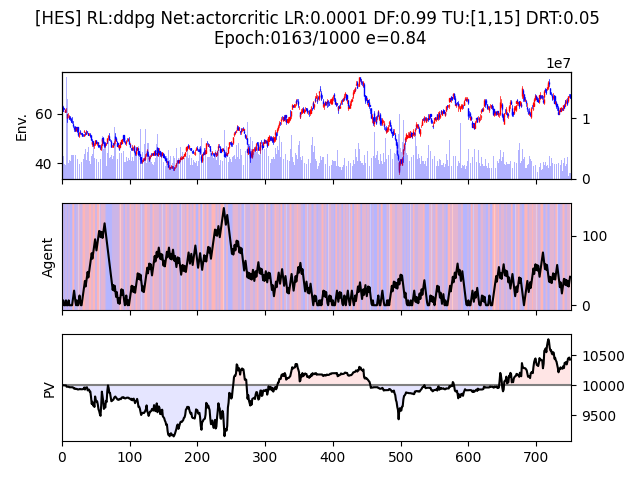 [HES] RL:ddpg Net:actorcritic LR:0.0001 DF:0.99 TU:[1,15] DRT:0.05
Epoch:0163/1000 e=0.84
1e7
Env.
60
40
1
0
Agent
100
0
PV
10500
10000
9500
0 100 200 300 400 500 600 700